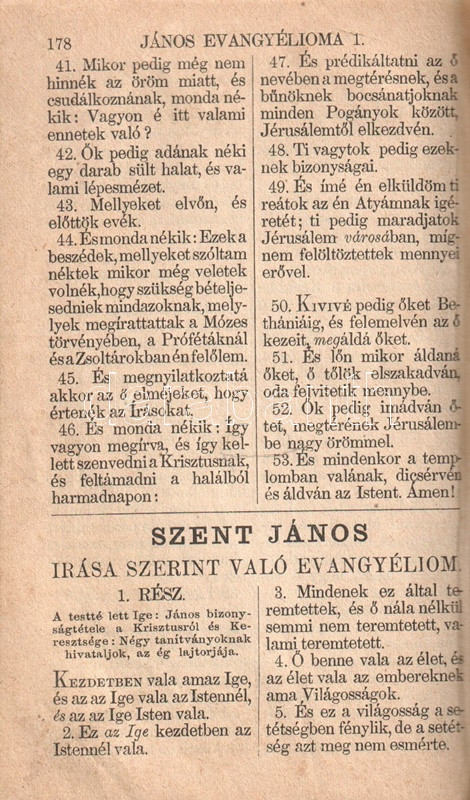 178 JÁNOS EVANGYÉLIOMA 1.
41. Mikor pedig még nem
hinnék az öröm miatt, és
csudálkoznának, monda né-
kik: Vagyon é itt valami
ennetek való?
42. Ők pedig adának néki
egy darab sült halat, és va-
lami lépesmézet.
43. Mellyeket elvőn, és
előttök evék.
44. És monda nékik: Ezek a
beszédek, mellyeket szóltam
néktek mikor még veletek
volnék, hogy szükség bételje-
sedniek mindazoknak, mely-
lyek megírattattak a Mózes
törvényében, a Prófétáknál
és a Zsoltárokban én felőlem.
45. És megnyilatkoztatá
akkor az ő elméjeket, hogy
értenék az Írásokat.
46. És monda nékik: Így
vagyon megírva, és így kel-
lett szenvedni a Krisztusnak,
és feltámadni a halálból
harmadnapon:
47. És prédikáltatni az ő
nevében a megtérésnek, és a
bűnöknek bocsánatjoknak
minden Pogányok között,
Jérusálemtől elkezdvén.
48. Ti vagytok pedig ezek-
nek bizonyságai.
49. És ímé én elküldöm ti
reátok az én Atyámnak igé-
retét; ti pedig maradjatok
Jérusálem városában, míg-
nem felöltöztettek mennyei
erővel.
50. KIVIVÉ pedig őket Be-
thániáig, és felemelvén az ő
kezeit, megáldá őket.
51. És lőn mikor áldaná
őket, ő tőlök elszakadván,
oda fejvitetik mennybe.
52. Ők pedig imádván ő-
tet, megtérének Jérusálem-
be nagy örömmel.
53. És mindenkor a temp-
lomban valának, dicsérvén
és áldván az Istent. Ámen!
SZENT JÁNOS
IRÁSA SZERINT VALÓ EVANGYÉLIOM.
1. RÉSZ.
A testté lett Ige: János bizony-
ságtétele a Krisztusról és Ke-
resztsége: Négy tanítványoknak
hivataljok, az ég lajtorjája.
KEZDETBEN vala amaz Ige,
és az az Ige vala az Istennél,
és az az Ige Isten vala.
2. Ez az Ige kezdetben az
Istennél vala.
3. Mindenek ez által te-
remtettek, és ő nála nélkül
semmi nem teremtetett, va-
lami teremtetett.
4. Ő benne vala az élet, és
az élet vala az embereknek
ama Világosságok.
5. És ez a világosság a se-
tétségben fénylik, de a setét-
ség azt meg nem esmérte.